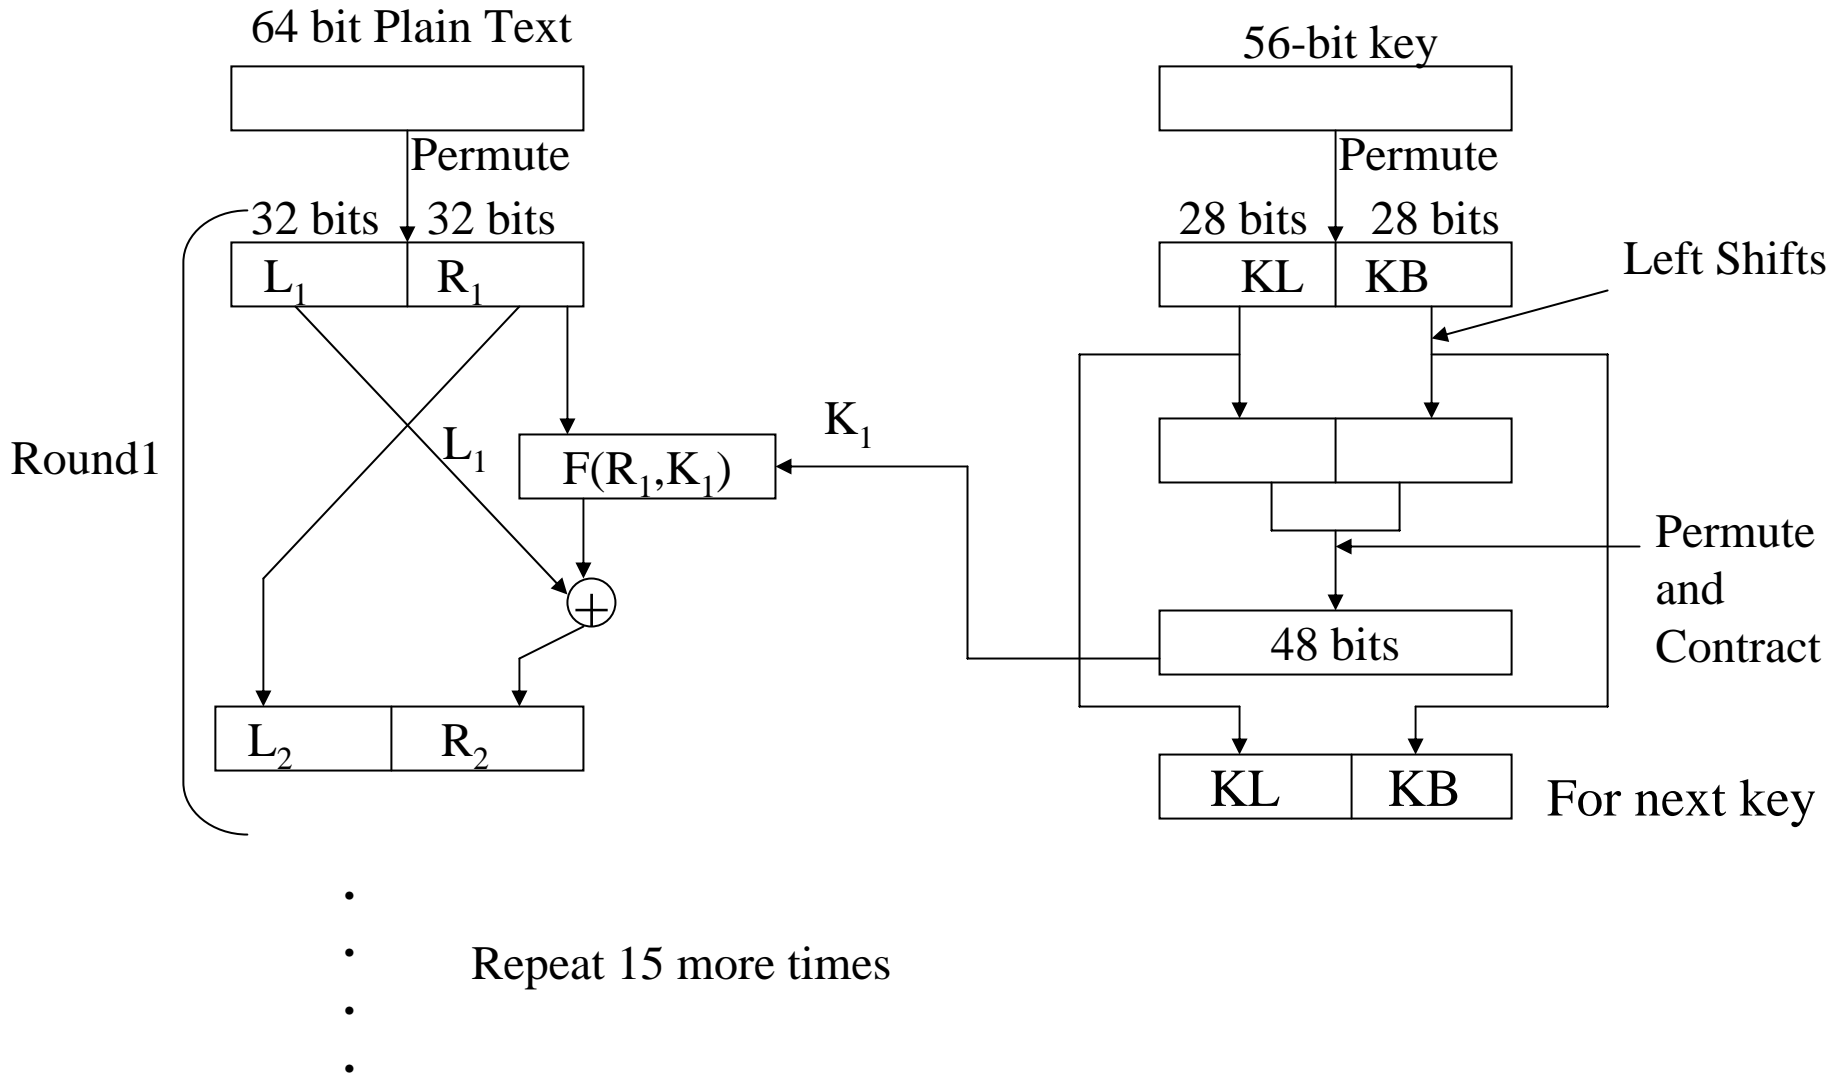 64 bit Plain Text
56-bit key
Permute
Permute
32 bits 32 bits
28 bits 28 bits
L₁ R₁
KL KB
Left Shifts
K₁
L₁
Round1
F(R₁,K₁)
+
Permute
and
Contract
48 bits
L₂ R₂
KL KB
For next key
Repeat 15 more times